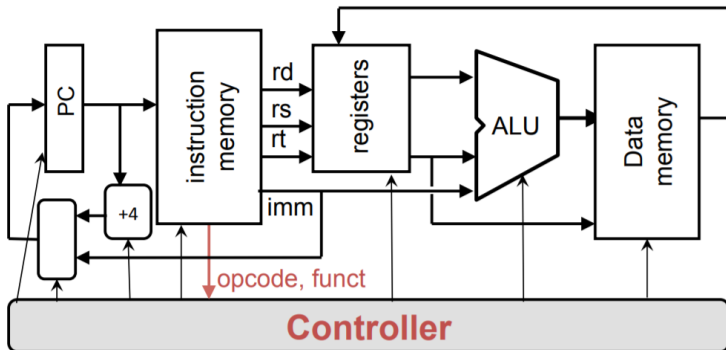 PC
+4
instruction
memory
rd
rs
rt
imm
opcode, funct
registers
ALU
Data
memory
Controller